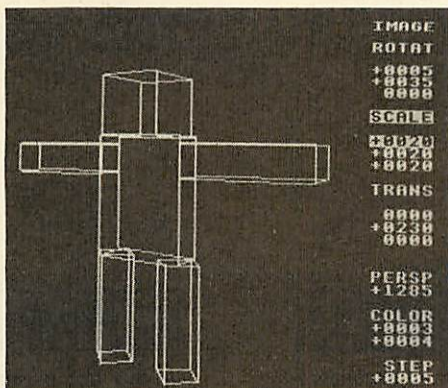 IMAGE
ROTAT
+0005
+0035
0000
SCALE
+0020
+0020
+0020
TRANS
0000
+0230
0000
PERSP
+1285
COLOR
+0003
+0004
STEP
+0005